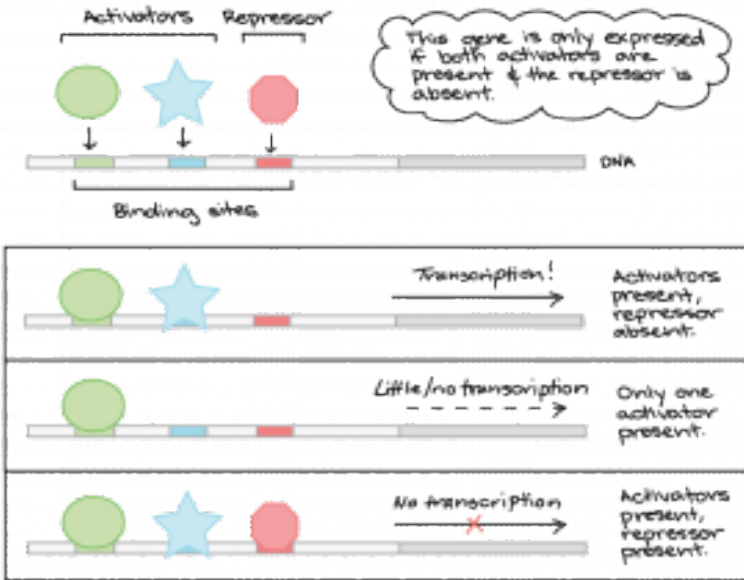 Activators Repressor
This gene is only expressed
if both activators are
present & the repressor is
absent.
DNA
Binding sites
Transcription!
Activators
present,
repressor
absent.
Little/no transcription
Only one
activator
present.
No transcription
Activators
present,
repressor
present.